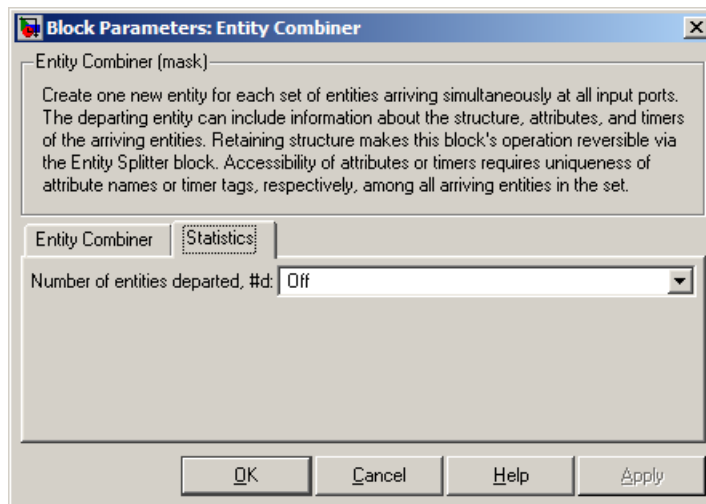 Block Parameters: Entity Combiner
Entity Combiner (mask)
Create one new entity for each set of entities arriving simultaneously at all input ports.
The departing entity can include information about the structure, attributes, and timers
of the arriving entities. Retaining structure makes this block's operation reversible via
the Entity Splitter block. Accessibility of attributes or timers requires uniqueness of
attribute names or timer tags, respectively, among all arriving entities in the set.
Entity Combiner Statistics
Number of entities departed, #d: Off
OK Cancel Help Apply